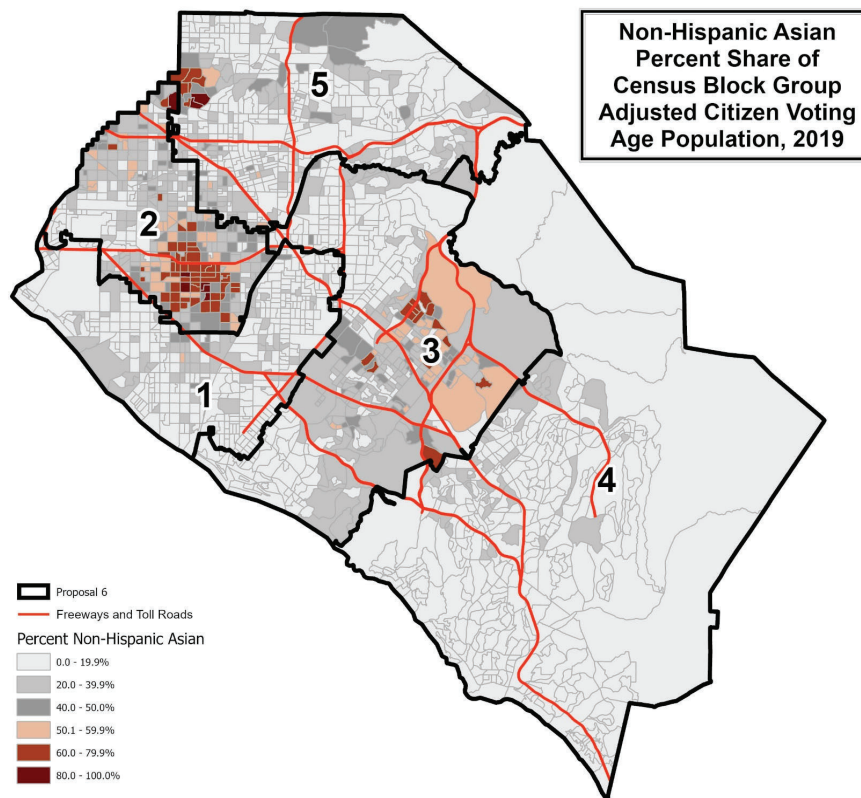 Non-Hispanic Asian
Percent Share of
Census Block Group
Adjusted Citizen Voting
Age Population, 2019
5
2
3
1
4
Proposal 6
Freeways and Toll Roads
Percent Non-Hispanic Asian
0.0 - 19.9%
20.0 - 39.9%
40.0 - 50.0%
50.1 - 59.9%
60.0 - 79.9%
80.0 - 100.0%